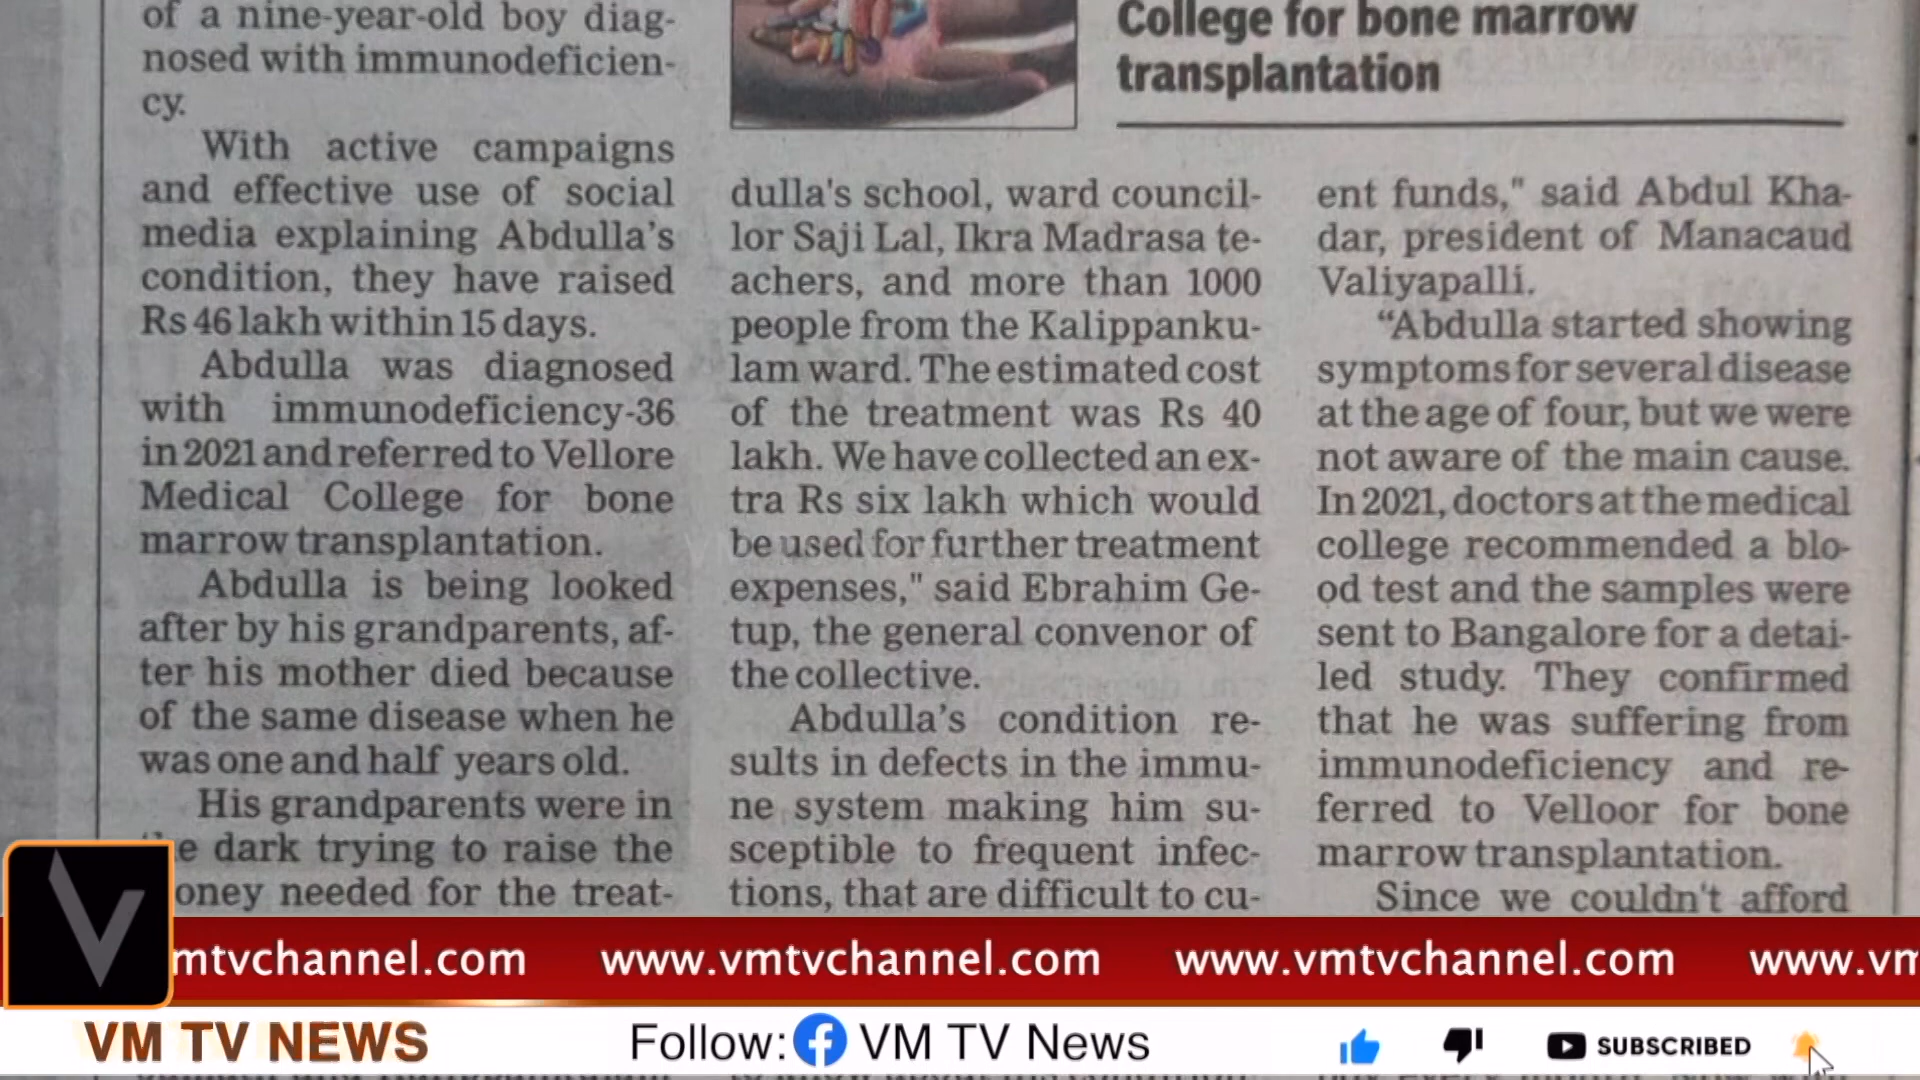 of a nine-year-old boy diag-
nosed with immunodeficien-
cy.
With active campaigns
and effective use of social
media explaining Abdulla's
condition, they have raised
Rs 46 lakh within 15 days.
Abdulla was diagnosed
with immunodeficiency-36
in 2021 and referred to Vellore
Medical College for bone
marrow transplantation.
Abdulla is being looked
after by his grandparents, af-
ter his mother died because
of the same disease when he
was one and half years old.
His grandparents were in
dark trying to raise the
needed for the treat-
dulla's school, ward council-
lor Saji Lal, Ikra Madrasa te-
achers, and more than 1000
people from the Kalippanku-
lam ward. The estimated cost
of the treatment was Rs 40
lakh. We have collected an ex-
tra Rs six lakh which would
be used for further treatment
expenses," said Ebrahim Ge-
tup, the general convenor of
the collective.
Abdulla's condition re-
sults in defects in the immu-
ne system making him su-
sceptible to frequent infec-
tions, that are difficult to cu-
College for bone marrow
transplantation
ent funds," said Abdul Kha-
dar, president of Manacaud
Valiyapalli.
“Abdulla started showing
symptoms for several disease
at the age of four, but we were
not aware of the main cause.
In 2021, doctors at the medical
college recommended a blo-
od test and the samples were
sent to Bangalore for a detai-
led study. They confirmed
that he was suffering from
immunodeficiency and re-
ferred to Velloor for bone
marrow transplantation.
Since we couldn't afford
mtvchannel.com www.vmtvchannel.com www.vmtvchannel.com www.vm
VM TV NEWS Follow: VM TV News SUBSCRIBED